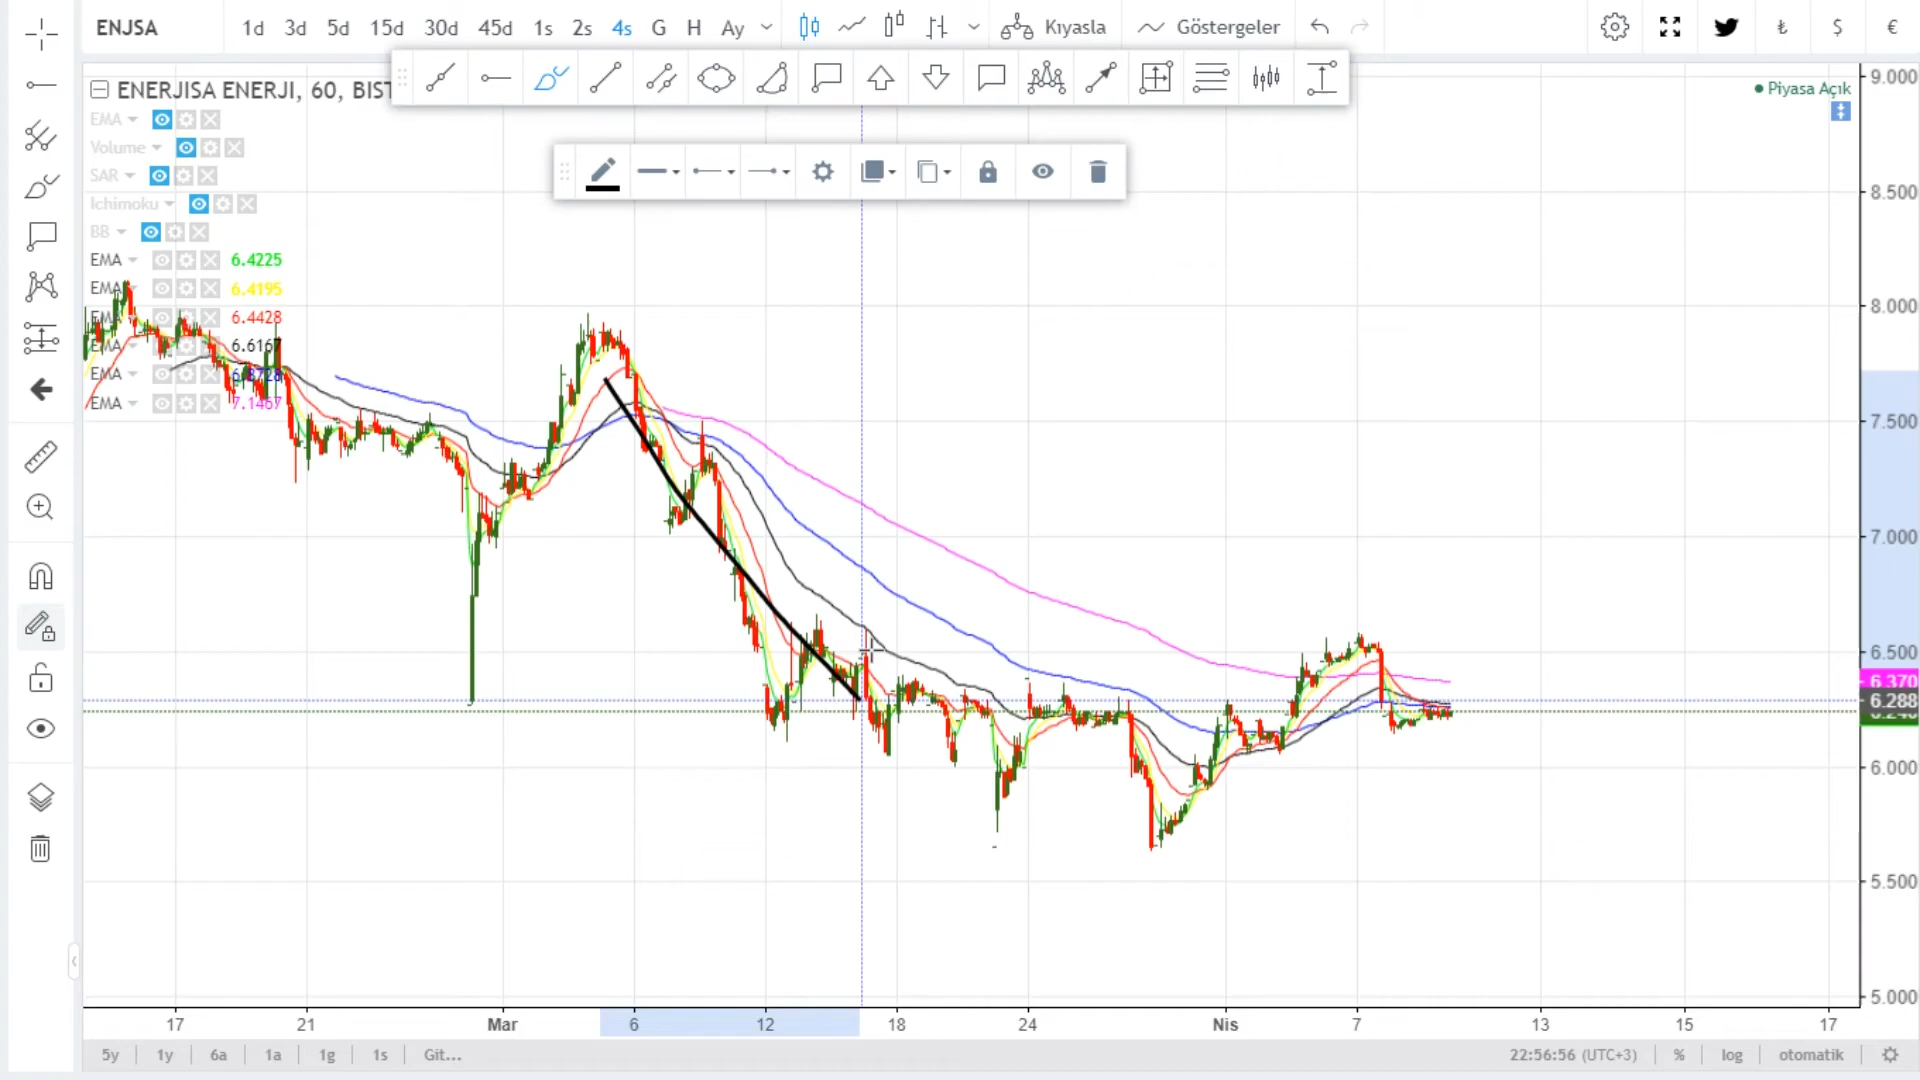 ENJSA 1d 3d 5d 15d 30d 45d 1s 2s 4s G H Ay Kıyasla Göstergeler ₺ $ €
ENERJISA ENERJI, 60, BIST
Piyasa Açık
EMA
Volume
SAR
Ichimoku
BB
EMA 6.4225
EMA 6.4195
EMA 6.4428
EMA 6.6167
EMA
EMA 7.1467
9.000
8.500
8.000
7.500
7.000
6.500
6.370
6.288
6.000
5.500
5.000
17 21 Mar 6 12 18 24 Nis 7 13 15 17
5y 1y 6a 1a 1g 1s Git... 22:56:56 (UTC+3) % log otomatik